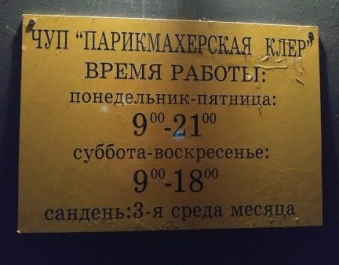 ЧУП "ПАРИКМАХЕРСКАЯ КЛЕР"
ВРЕМЯ РАБОТЫ:
понедельник-пятница:
9⁰⁰-21⁰⁰
суббота-воскресенье:
9⁰⁰-18⁰⁰
сандень:3-я среда месяца